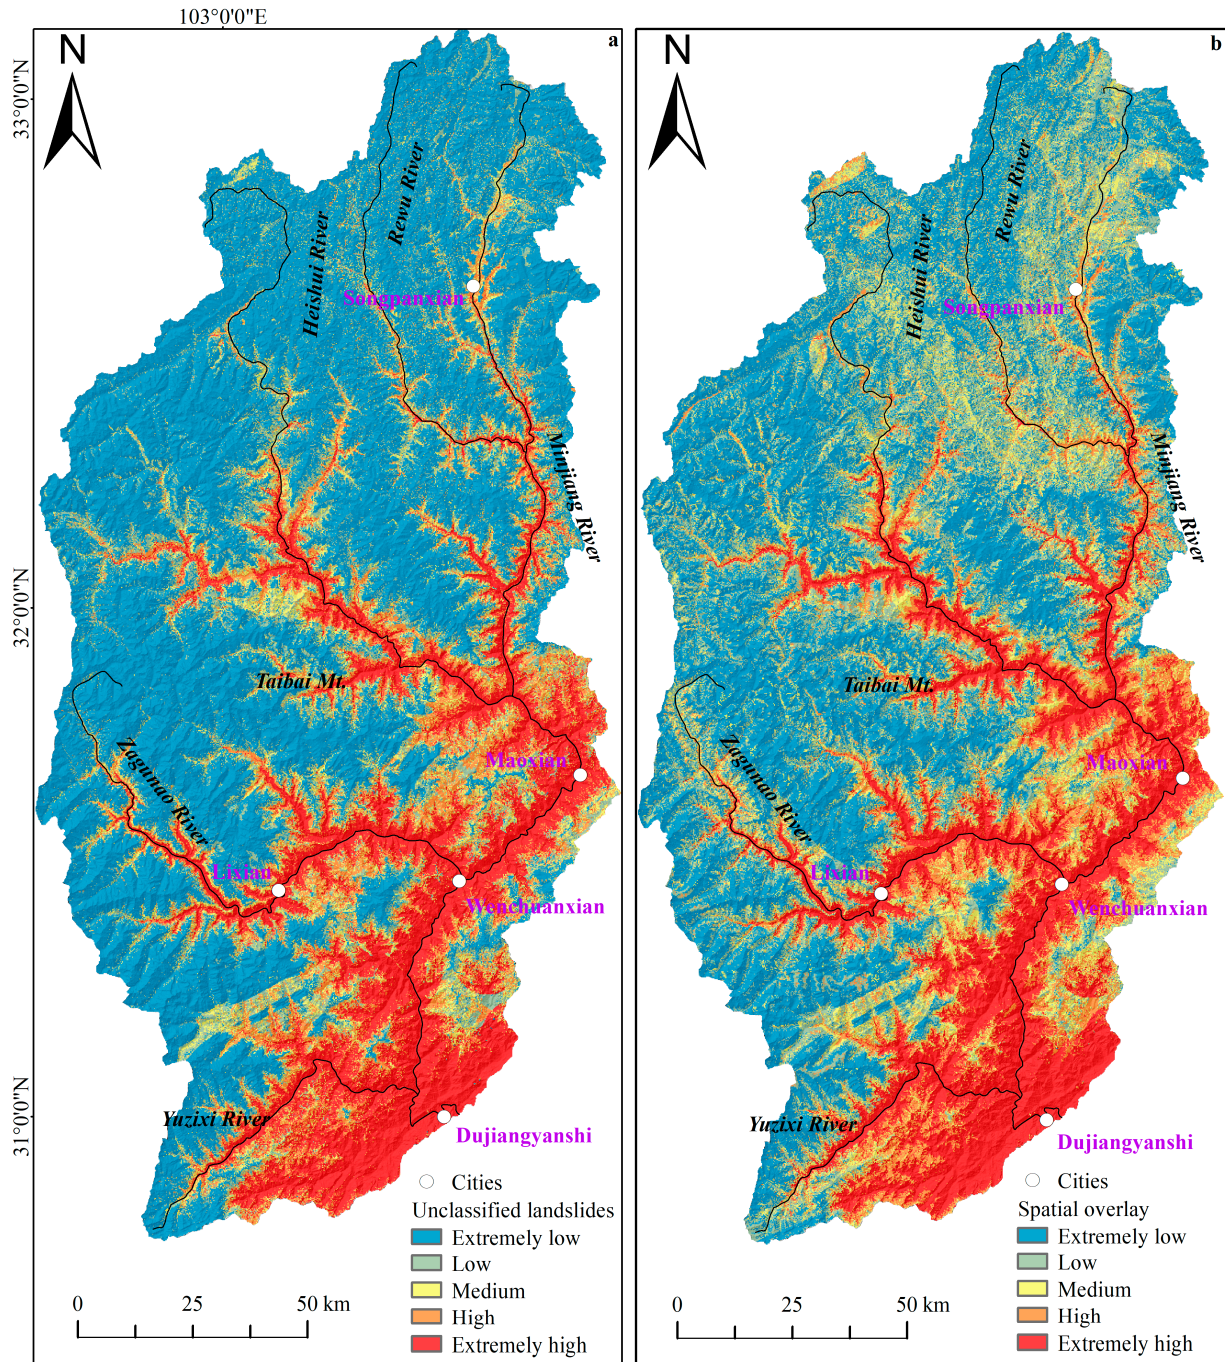 103°0'0"E
a
b
N
N
33°0'0"N
32°0'0"N
31°0'0"N
Rewu River
Heishui River
Songpanxian
Minjiang River
Taibai Mt.
Maoxian
Zagunao River
Lixian
Wenchuanxian
Yuzixi River
Dujiangyanshi
Cities
Unclassified landslides
Extremely low
Low
Medium
High
Extremely high
0 25 50 km
Rewu River
Heishui River
Songpanxian
Minjiang River
Taibai Mt.
Maoxian
Zagunao River
Lixian
Wenchuanxian
Yuzixi River
Dujiangyanshi
Cities
Spatial overlay
Extremely low
Low
Medium
High
Extremely high
0 25 50 km